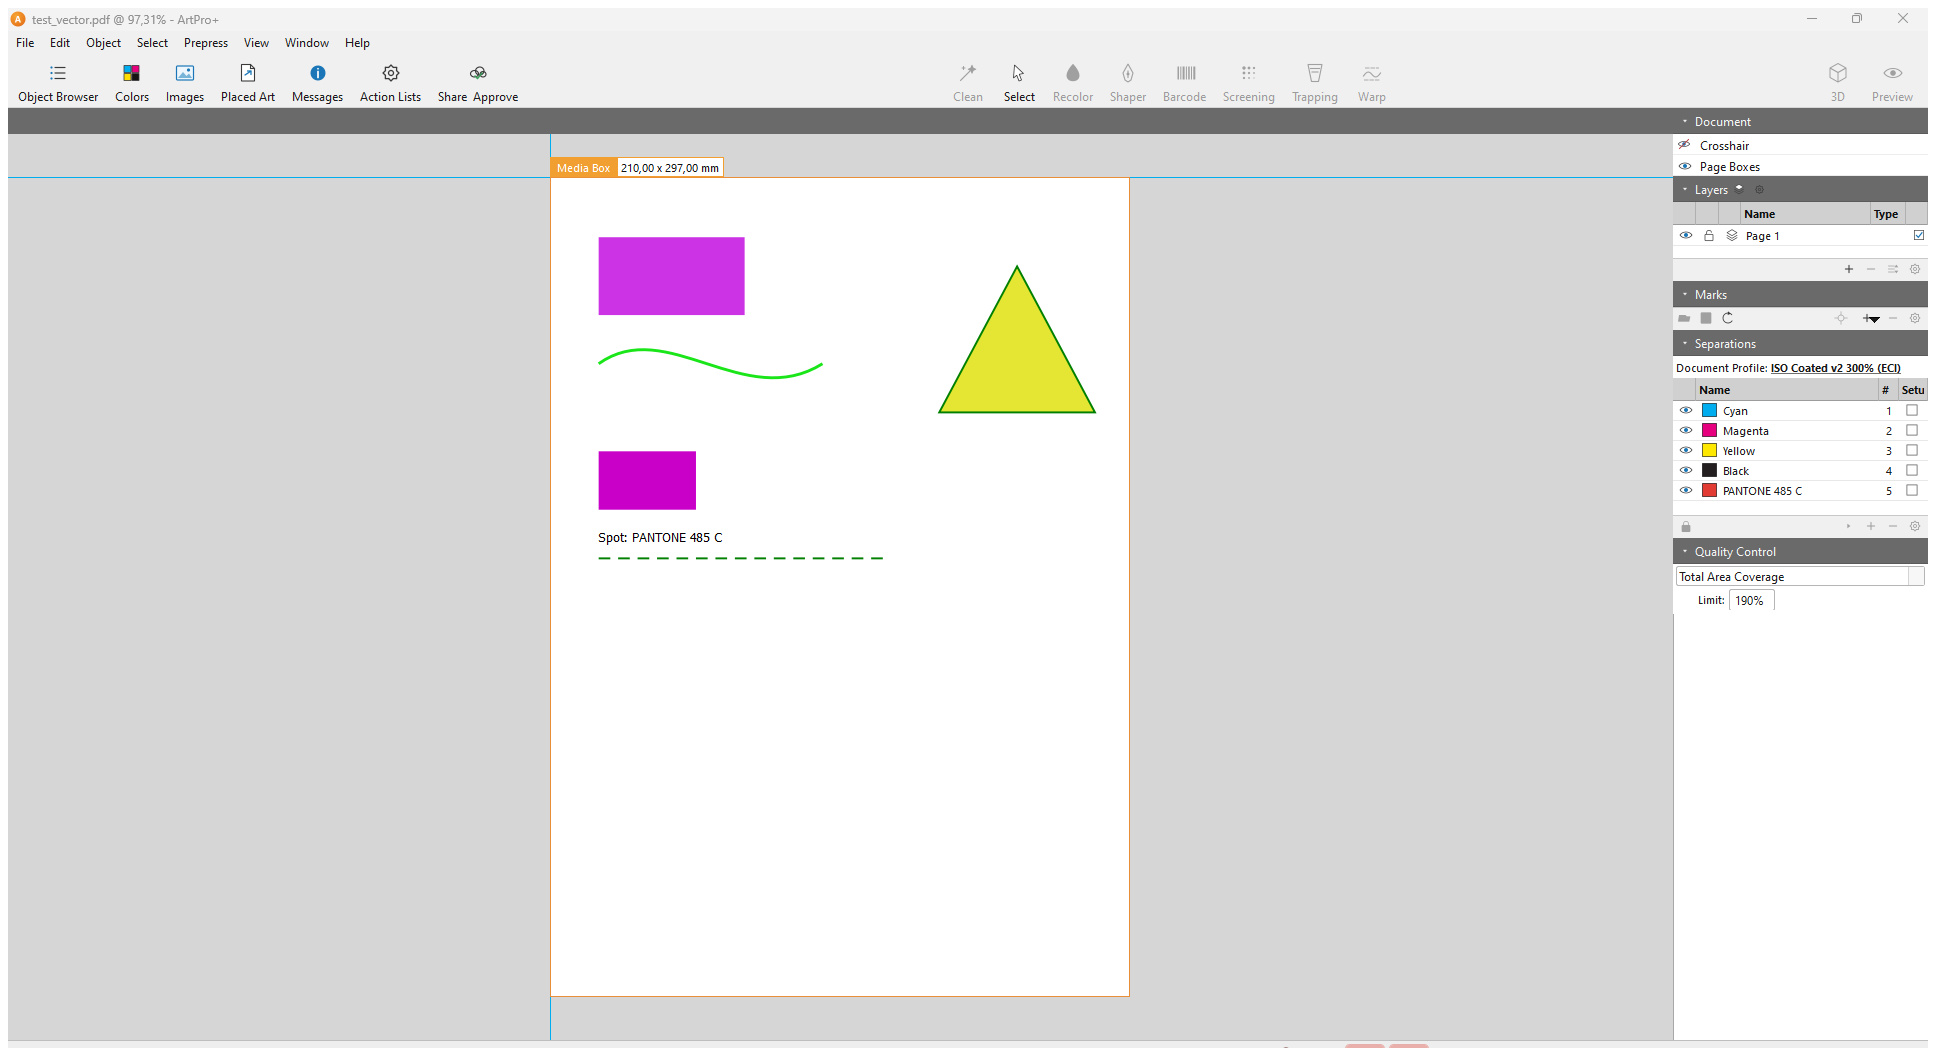 test_vector.pdf @ 97,31% - ArtPro+
File Edit Object Select Prepress View Window Help
Object Browser Colors Images Placed Art Messages Action Lists Share Approve Clean Select Recolor Shaper Barcode Screening Trapping Warp 3D Preview
Media Box 210,00 x 297,00 mm
Spot: PANTONE 485 C
Document
Crosshair
Page Boxes
Layers
Name Type
Page 1
Marks
Separations
Document Profile: ISO Coated v2 300% (ECI)
Name # Setu
Cyan 1
Magenta 2
Yellow 3
Black 4
PANTONE 485 C 5
Quality Control
Total Area Coverage
Limit: 190%